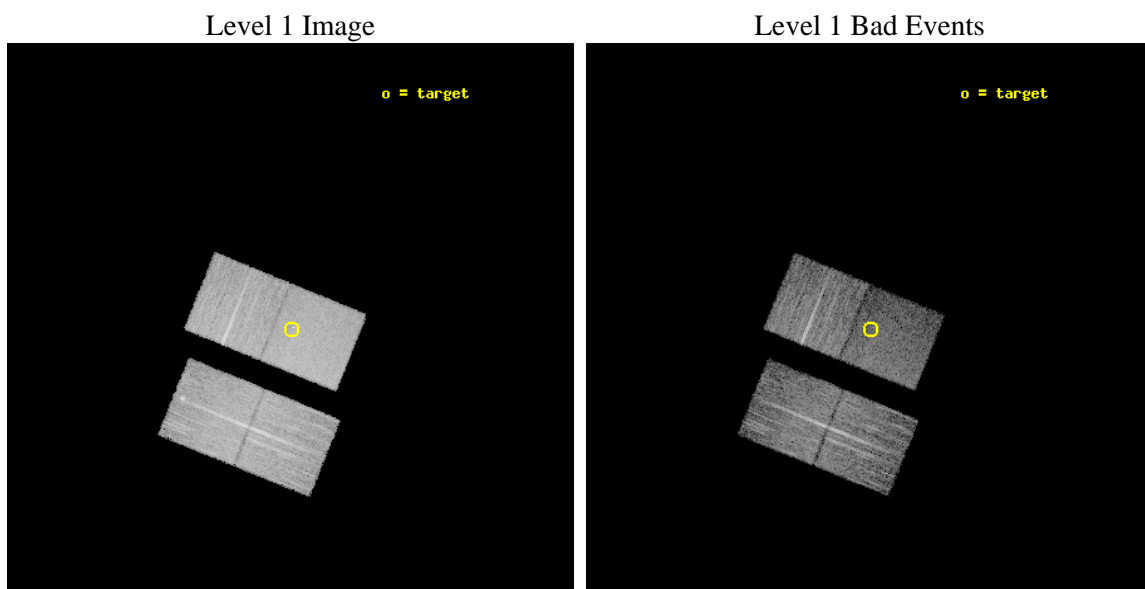 Level 1 Image
Level 1 Bad Events
o = target
o = target